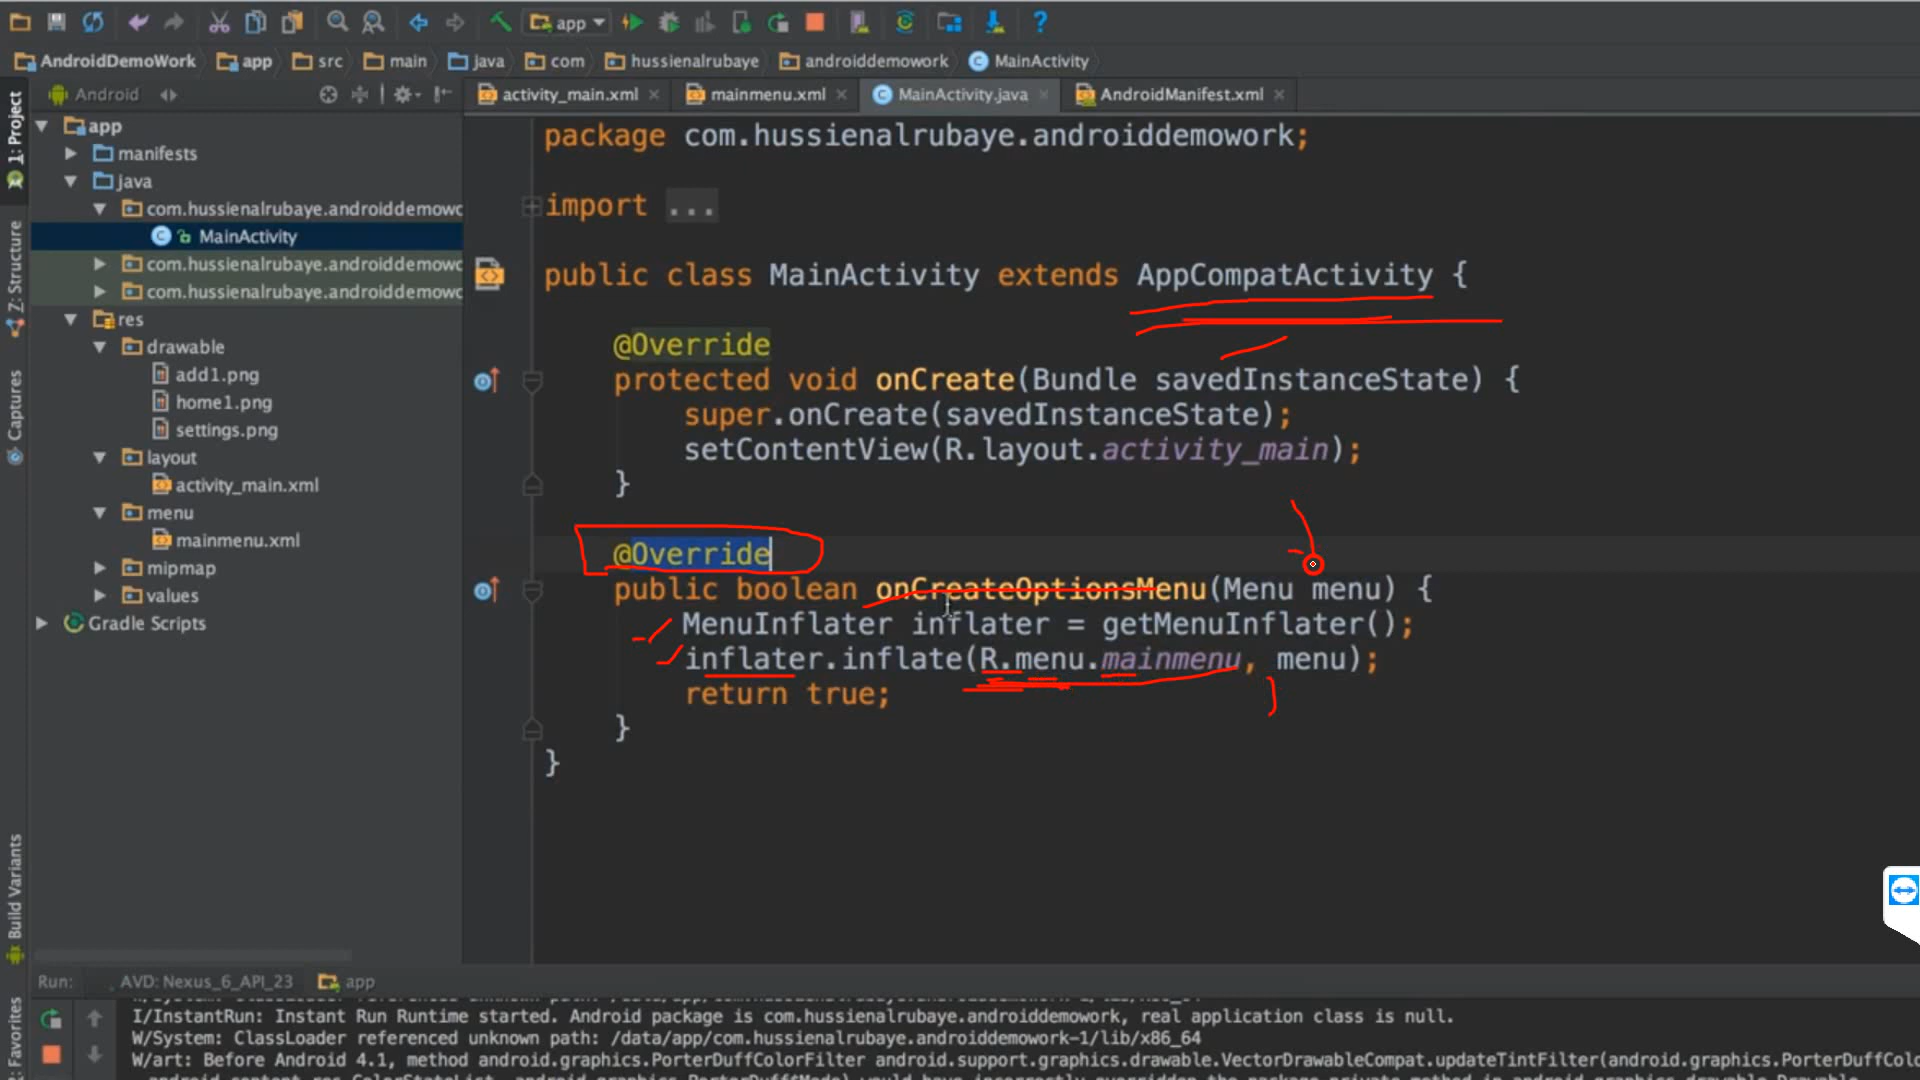 app
AndroidDemoWork app src main java com hussienalrubaye androiddemowork MainActivity
Android
activity_main.xml mainmenu.xml MainActivity.java AndroidManifest.xml
1: Project
Z: Structure
Captures
Build Variants
Favorites
app
manifests
java
com.hussienalrubaye.androiddemowo
MainActivity
com.hussienalrubaye.androiddemowo
com.hussienalrubaye.androiddemowo
res
drawable
add1.png
home1.png
settings.png
layout
activity_main.xml
menu
mainmenu.xml
mipmap
values
Gradle Scripts
package com.hussienalrubaye.androiddemowork;
import ...
public class MainActivity extends AppCompatActivity {
@Override
protected void onCreate(Bundle savedInstanceState) {
super.onCreate(savedInstanceState);
setContentView(R.layout.activity_main);
}
@Override
public boolean onCreateOptionsMenu(Menu menu) {
MenuInflater inflater = getMenuInflater();
inflater.inflate(R.menu.mainmenu, menu);
return true;
}
}
Run: AVD: Nexus_6_API_23 app
I/InstantRun: Instant Run Runtime started. Android package is com.hussienalrubaye.androiddemowork, real application class is null.
W/System: ClassLoader referenced unknown path: /data/app/com.hussienalrubaye.androiddemowork-1/lib/x86_64
W/art: Before Android 4.1, method android.graphics.PorterDuffColorFilter android.support.graphics.drawable.VectorDrawableCompat.updateTintFilter(android.graphics.PorterDuffColo